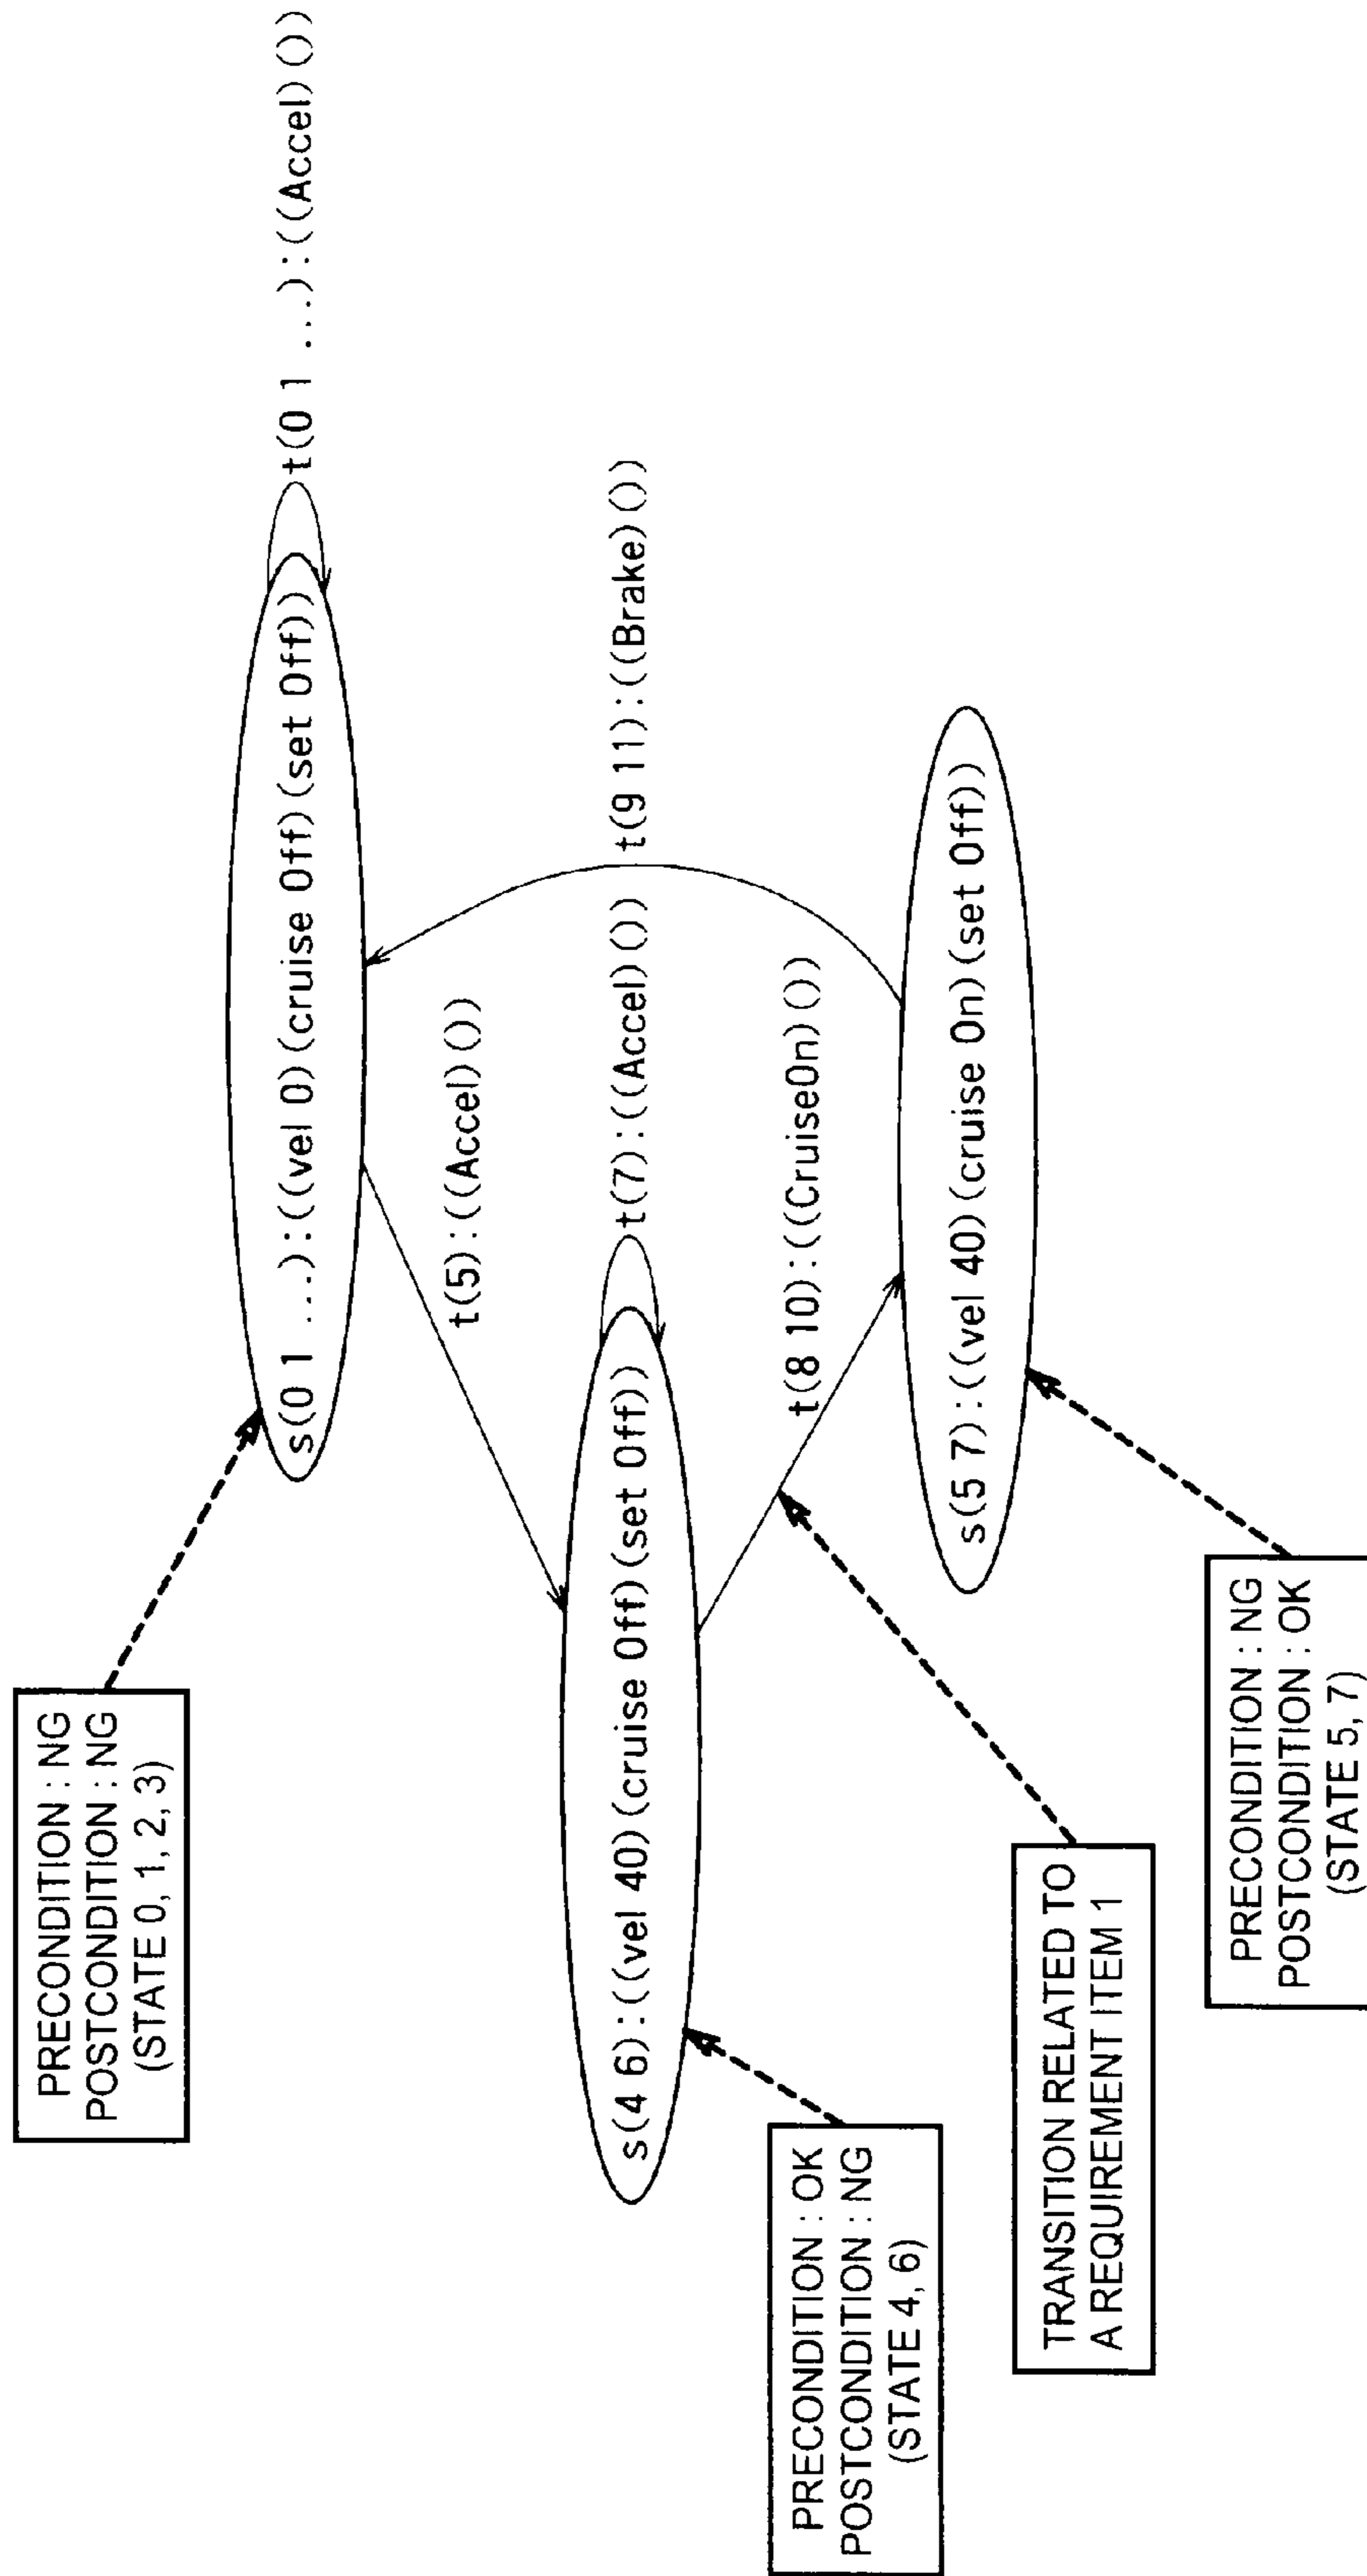 PRECONDITION : NG
POSTCONDITION : NG
(STATE 0, 1, 2, 3)
s(0 1 ...):((vel 0)(cruise Off)(set Off))
t(0 1 ...):((Accel)())
t(5):((Accel)())
s(4 6):((vel 40)(cruise Off)(set Off))
t(7):((Accel)())
t(9 11):((Brake)())
PRECONDITION : OK
POSTCONDITION : NG
(STATE 4, 6)
t(8 10):((CruiseOn)())
TRANSITION RELATED TO
A REQUIREMENT ITEM 1
s(5 7):((vel 40)(cruise On)(set Off))
PRECONDITION : NG
POSTCONDITION : OK
(STATE 5, 7)